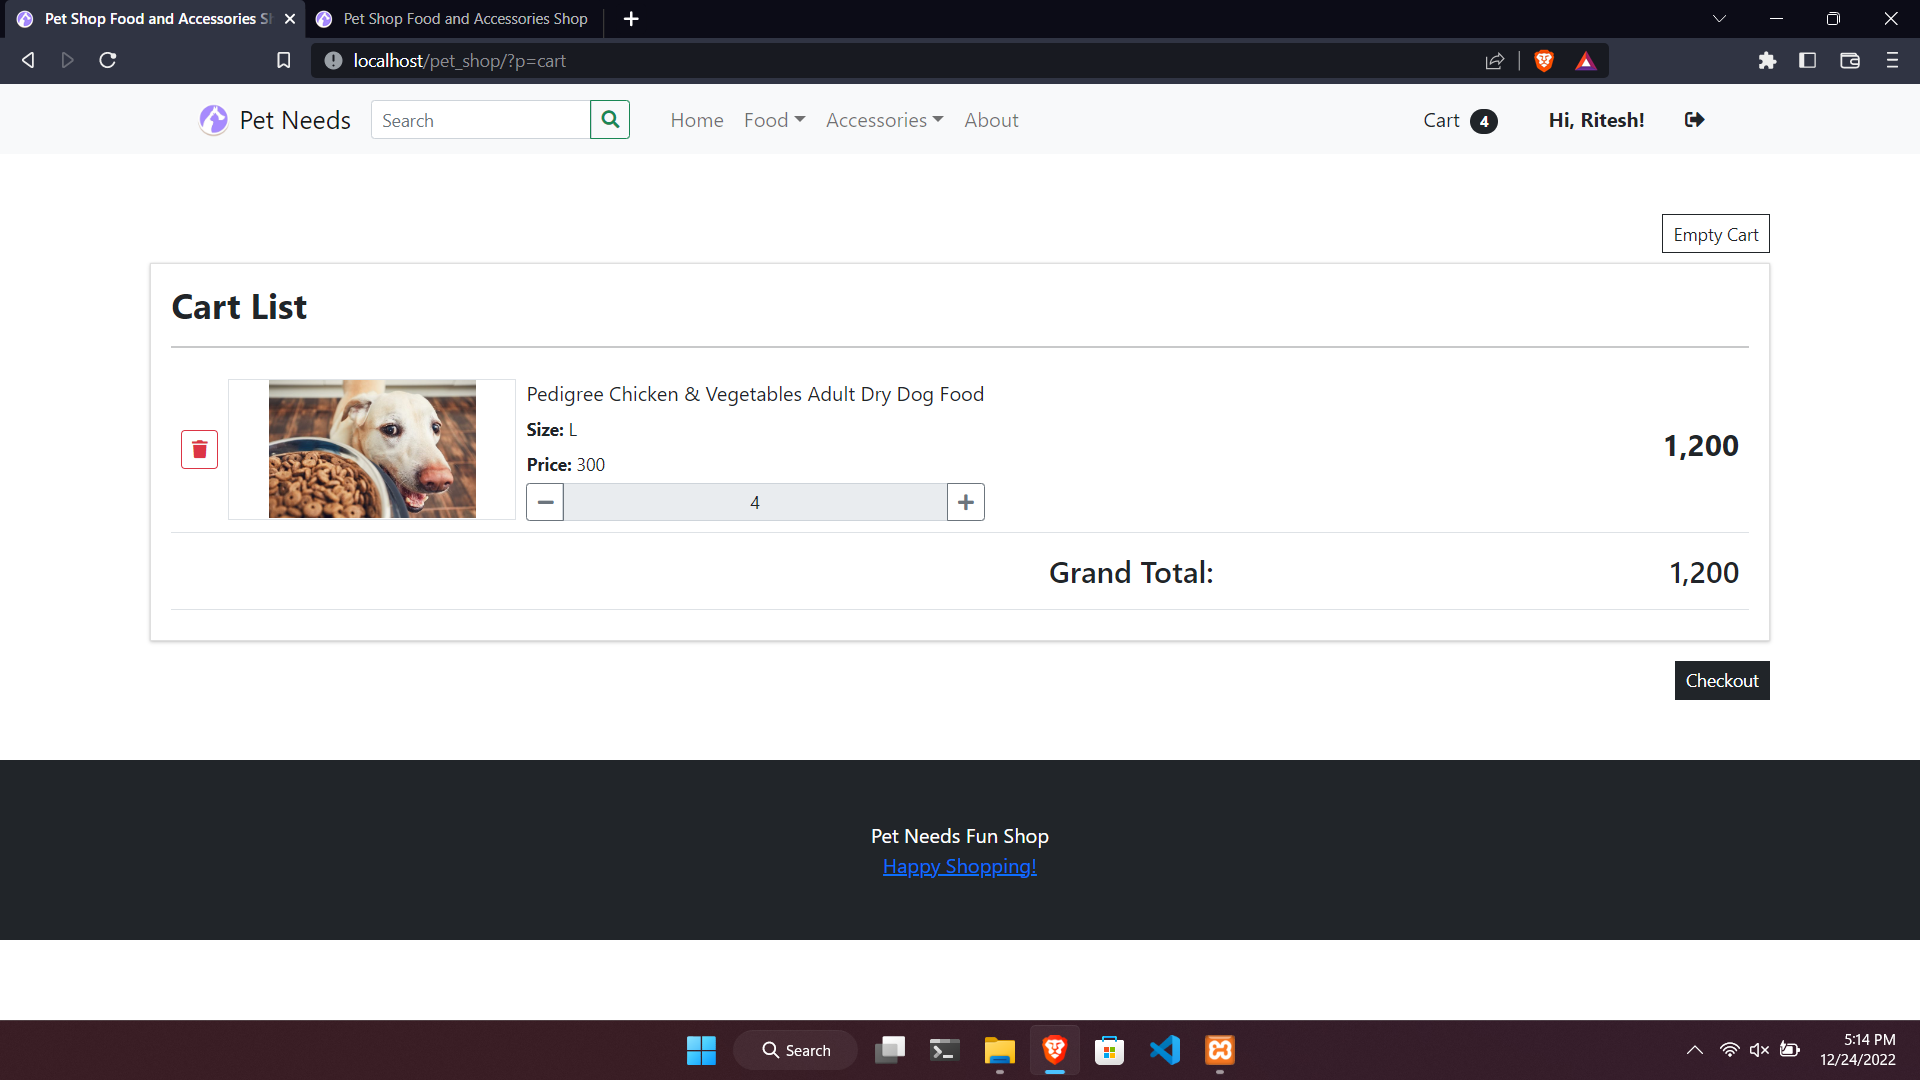 Pet Shop Food and Accessories Sh
Pet Shop Food and Accessories Shop
localhost/pet_shop/?p=cart
Pet Needs
Search
Home
Food
Accessories
About
Cart 4
Hi, Ritesh!
Empty Cart
Cart List
Pedigree Chicken & Vegetables Adult Dry Dog Food
Size: L
Price: 300
4
1,200
Grand Total:
1,200
Checkout
Pet Needs Fun Shop
Happy Shopping!
Search
5:14 PM
12/24/2022